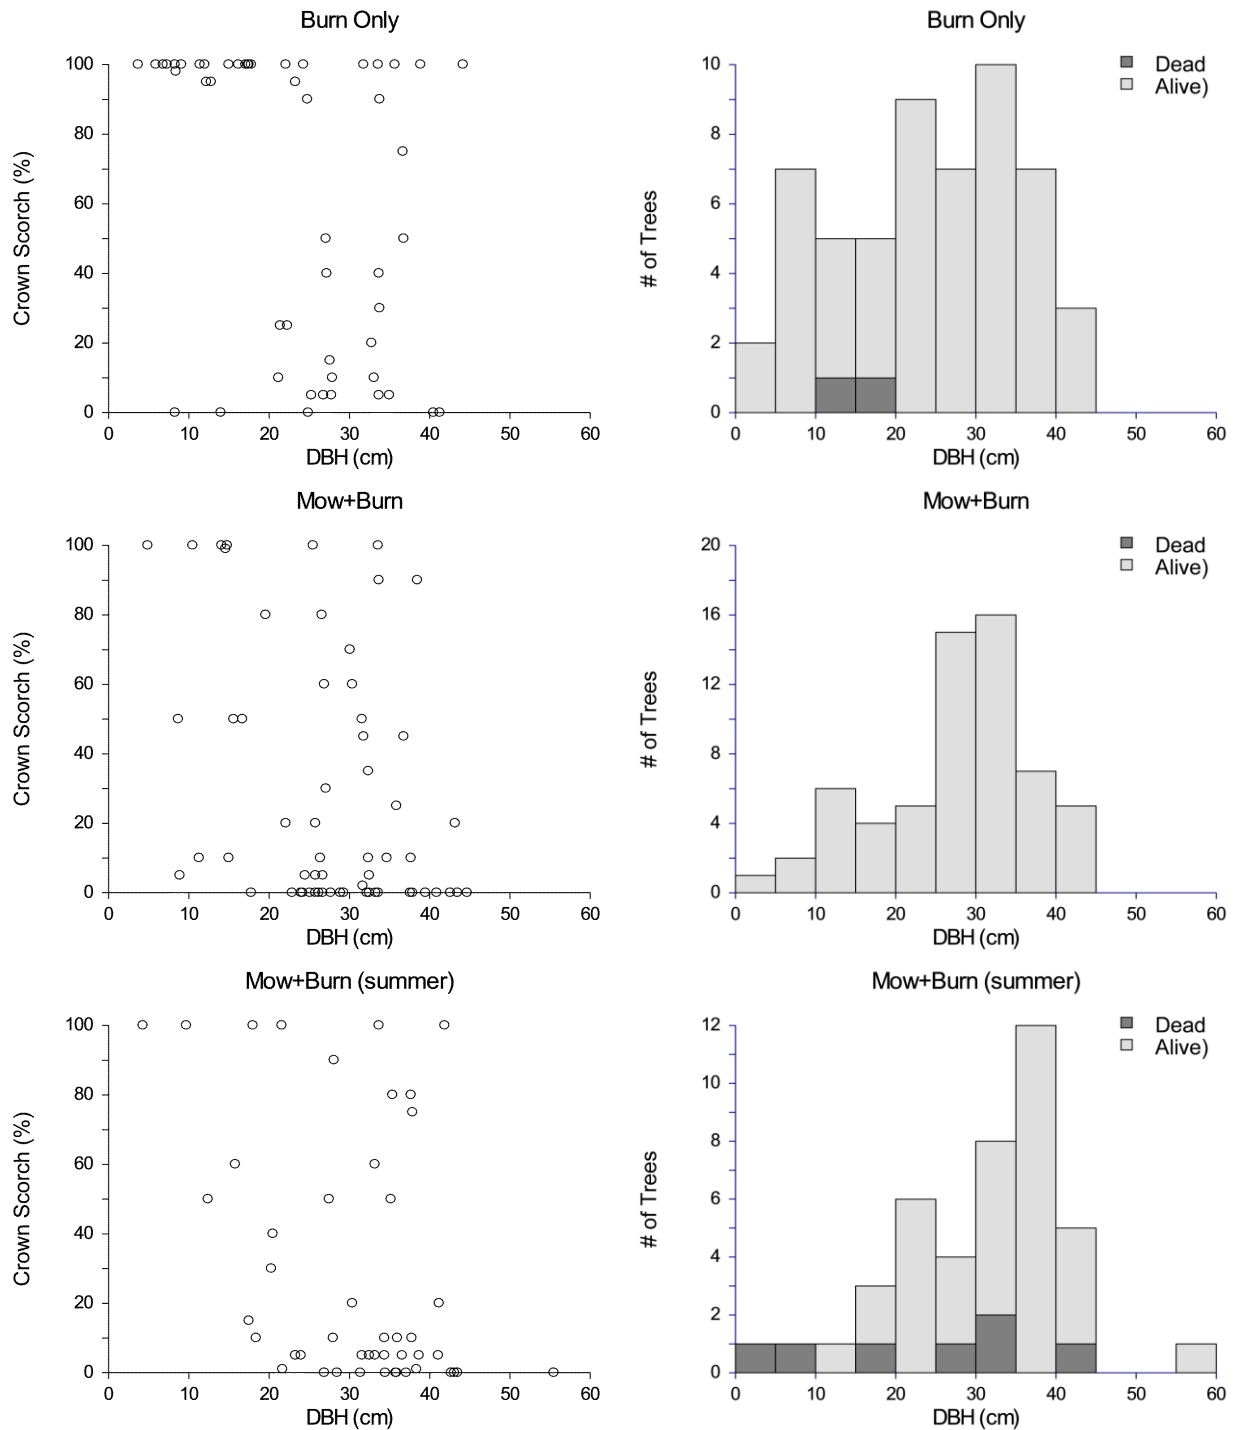 Burn Only
Crown Scorch (%)
100
80
60
40
20
0
0 10 20 30 40 50 60
DBH (cm)
Burn Only
# of Trees
10
8
6
4
2
0
0 10 20 30 40 50 60
DBH (cm)
Dead
Alive)
Mow+Burn
Crown Scorch (%)
100
80
60
40
20
0
0 10 20 30 40 50 60
DBH (cm)
Mow+Burn
# of Trees
20
16
12
8
4
0
0 10 20 30 40 50 60
DBH (cm)
Dead
Alive)
Mow+Burn (summer)
Crown Scorch (%)
100
80
60
40
20
0
0 10 20 30 40 50 60
DBH (cm)
Mow+Burn (summer)
# of Trees
12
10
8
6
4
2
0
0 10 20 30 40 50 60
DBH (cm)
Dead
Alive)